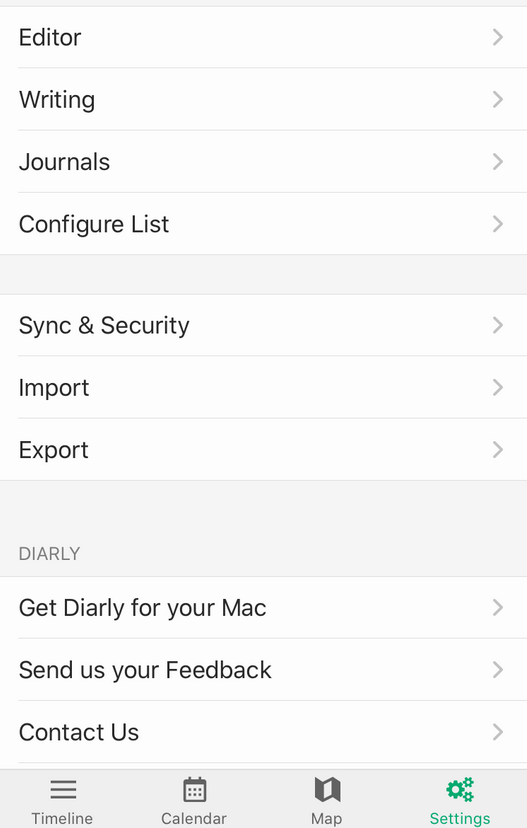 Editor
Writing
Journals
Configure List
Sync & Security
Import
Export
DIARLY
Get Diarly for your Mac
Send us your Feedback
Contact Us
Timeline
Calendar
Map
Settings